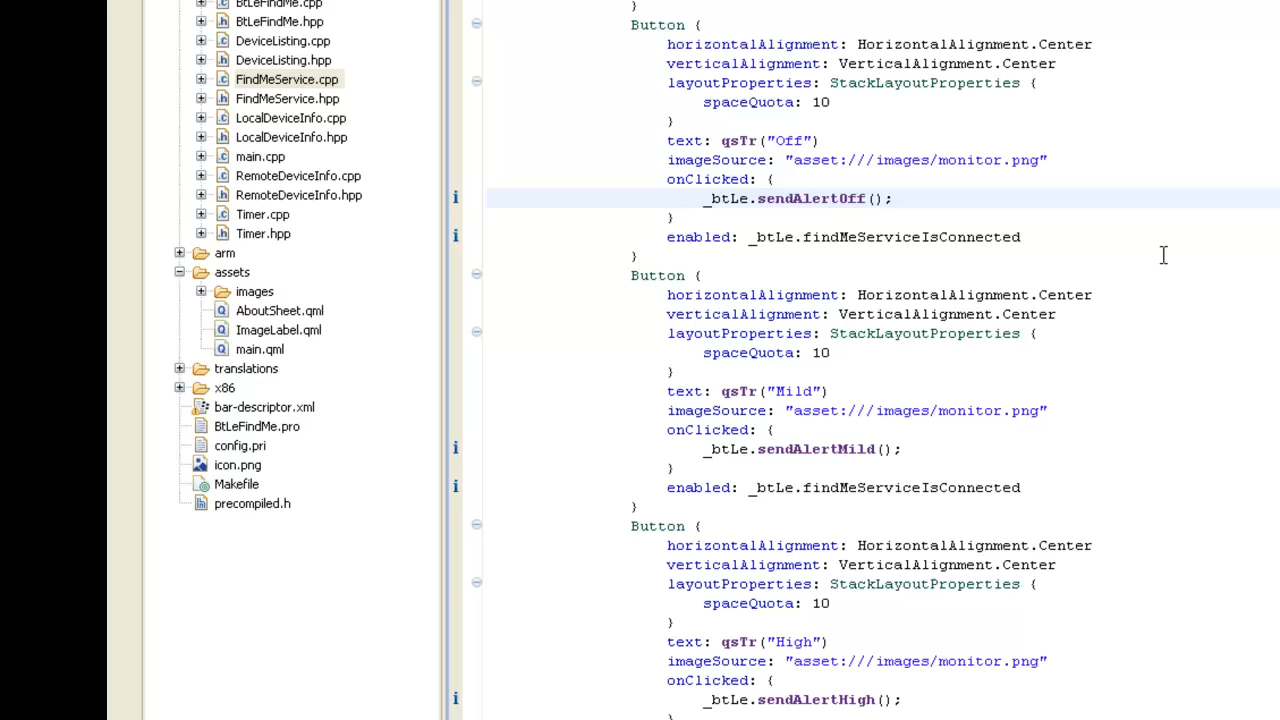 BtLeFindMe.cpp
BtLeFindMe.hpp
DeviceListing.cpp
DeviceListing.hpp
FindMeService.cpp
FindMeService.hpp
LocalDeviceInfo.cpp
LocalDeviceInfo.hpp
main.cpp
RemoteDeviceInfo.cpp
RemoteDeviceInfo.hpp
Timer.cpp
Timer.hpp
arm
assets
images
AboutSheet.qml
ImageLabel.qml
main.qml
translations
x86
bar-descriptor.xml
BtLeFindMe.pro
config.pri
icon.png
Makefile
precompiled.h
}
Button {
horizontalAlignment: HorizontalAlignment.Center
verticalAlignment: VerticalAlignment.Center
layoutProperties: StackLayoutProperties {
spaceQuota: 10
}
text: qsTr("Off")
imageSource: "asset:///images/monitor.png"
onClicked: {
_btLe.sendAlertOff();
}
enabled: _btLe.findMeServiceIsConnected
}
Button {
horizontalAlignment: HorizontalAlignment.Center
verticalAlignment: VerticalAlignment.Center
layoutProperties: StackLayoutProperties {
spaceQuota: 10
}
text: qsTr("Mild")
imageSource: "asset:///images/monitor.png"
onClicked: {
_btLe.sendAlertMild();
}
enabled: _btLe.findMeServiceIsConnected
}
Button {
horizontalAlignment: HorizontalAlignment.Center
verticalAlignment: VerticalAlignment.Center
layoutProperties: StackLayoutProperties {
spaceQuota: 10
}
text: qsTr("High")
imageSource: "asset:///images/monitor.png"
onClicked: {
_btLe.sendAlertHigh();
}